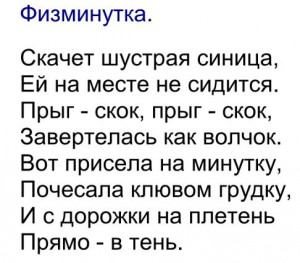 Физминутка.
Скачет шустрая синица,
Ей на месте не сидится.
Прыг - скок, прыг - скок,
Завертелась как волчок.
Вот присела на минутку,
Почесала клювом грудку,
И с дорожки на плетень
Прямо - в тень.